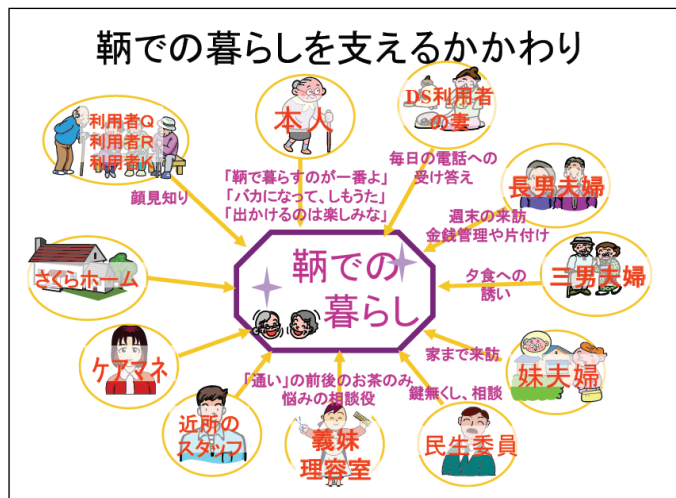 鞆での暮らしを支えるかかわり
利用者Q
利用者R
利用者K
顔見知り
本人
「鞆で暮らすのが一番よ」
「バカになって、しもうた」
「出かけるのは楽しみな」
DS利用者
の妻
毎日の電話への
受け答え
長男夫婦
週末の来訪
金銭管理や片付け
さくらホーム
鞆での
暮らし
三男夫婦
夕食への
誘い
ケアマネ
妹夫婦
家まで来訪
近所の
スタッフ
「通い」の前後のお茶のみ
悩みの相談役
義妹
理容室
鍵無くし、相談
民生委員